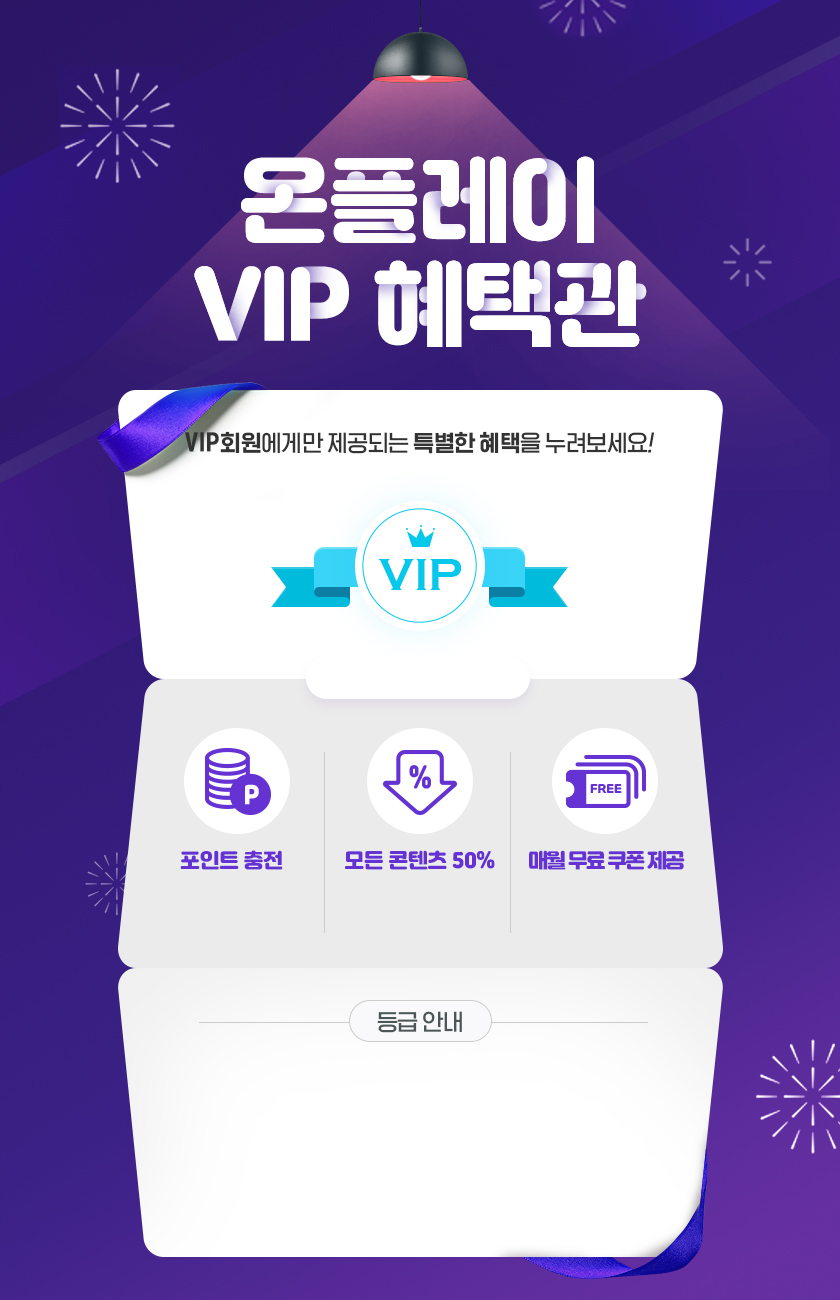 온플레이
VIP 혜택관
VIP회원에게만 제공되는 특별한 혜택을 누려보세요!
VIP
P
%
FREE
포인트 충전
모든 콘텐츠 50%
매월 무료 쿠폰 제공
등급 안내